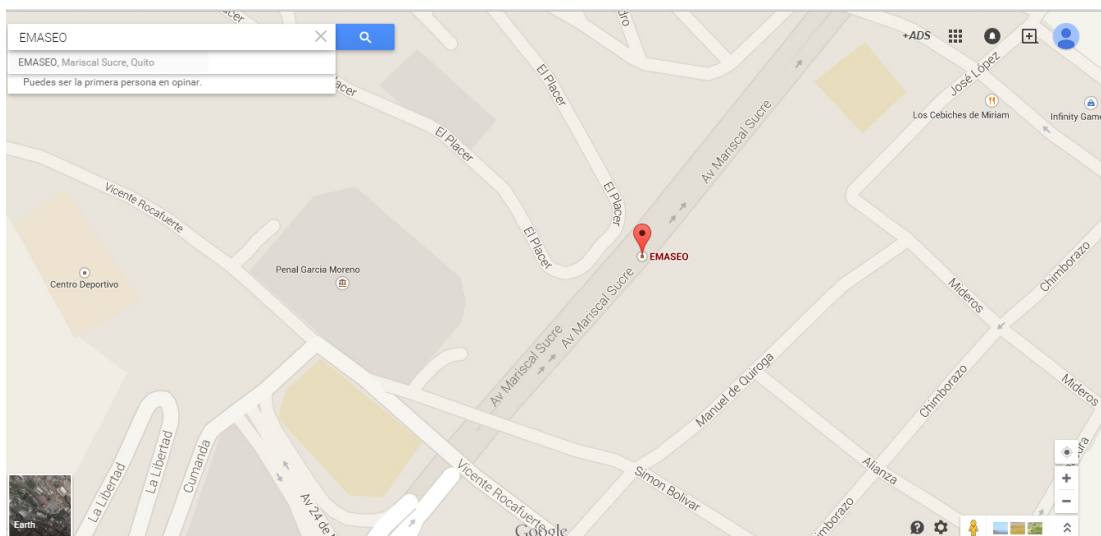 EMASEO
EMASEO, Mariscal Sucre, Quito
Puedes ser la primera persona en opinar.
+ADS
José López
Los Cebiches de Miriam
Infinity Game
El Placer
El Placer
El Placer
El Placer
Av Mariscal Sucre
EMASEO
Vicente Rocafuerte
Centro Deportivo
Penal Garcia Moreno
Av Mariscal Sucre
Av Mariscal Sucre
Chimborazo
Mideros
Manuel de Quiroga
Chimborazo
Mideros
La Libertad
La Libertad
Cumanda
Av 24 de
Vicente Rocafuerte
Simon Bolivar
Alianza
Google
Earth